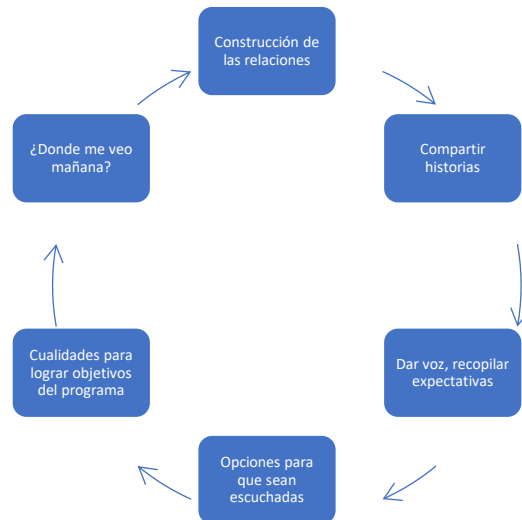 Construcción de
las relaciones
Compartir
historias
Dar voz, recopilar
expectativas
Opciones para
que sean
escuchadas
Cualidades para
lograr objetivos
del programa
¿Donde me veo
mañana?